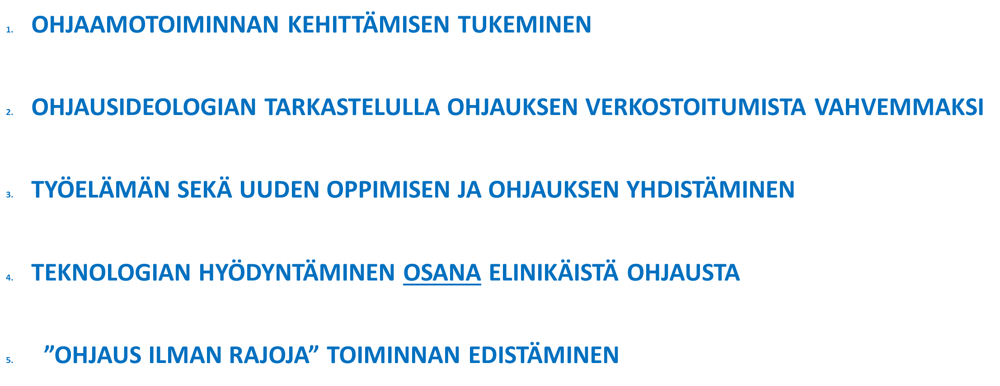 1. OHJAAMOTOIMINNAN KEHITTÄMISEN TUKEMINEN
2. OHJAUSIDEOLOGIAN TARKASTELULLA OHJAUKSEN VERKOSTOITUMISTA VAHVEMMAKSI
3. TYÖELÄMÄN SEKÄ UUDEN OPPIMISEN JA OHJAUKSEN YHDISTÄMINEN
4. TEKNOLOGIAN HYÖDYNTÄMINEN OSANA ELINIKÄISTÄ OHJAUSTA
5. ”OHJAUS ILMAN RAJOJA” TOIMINNAN EDISTÄMINEN